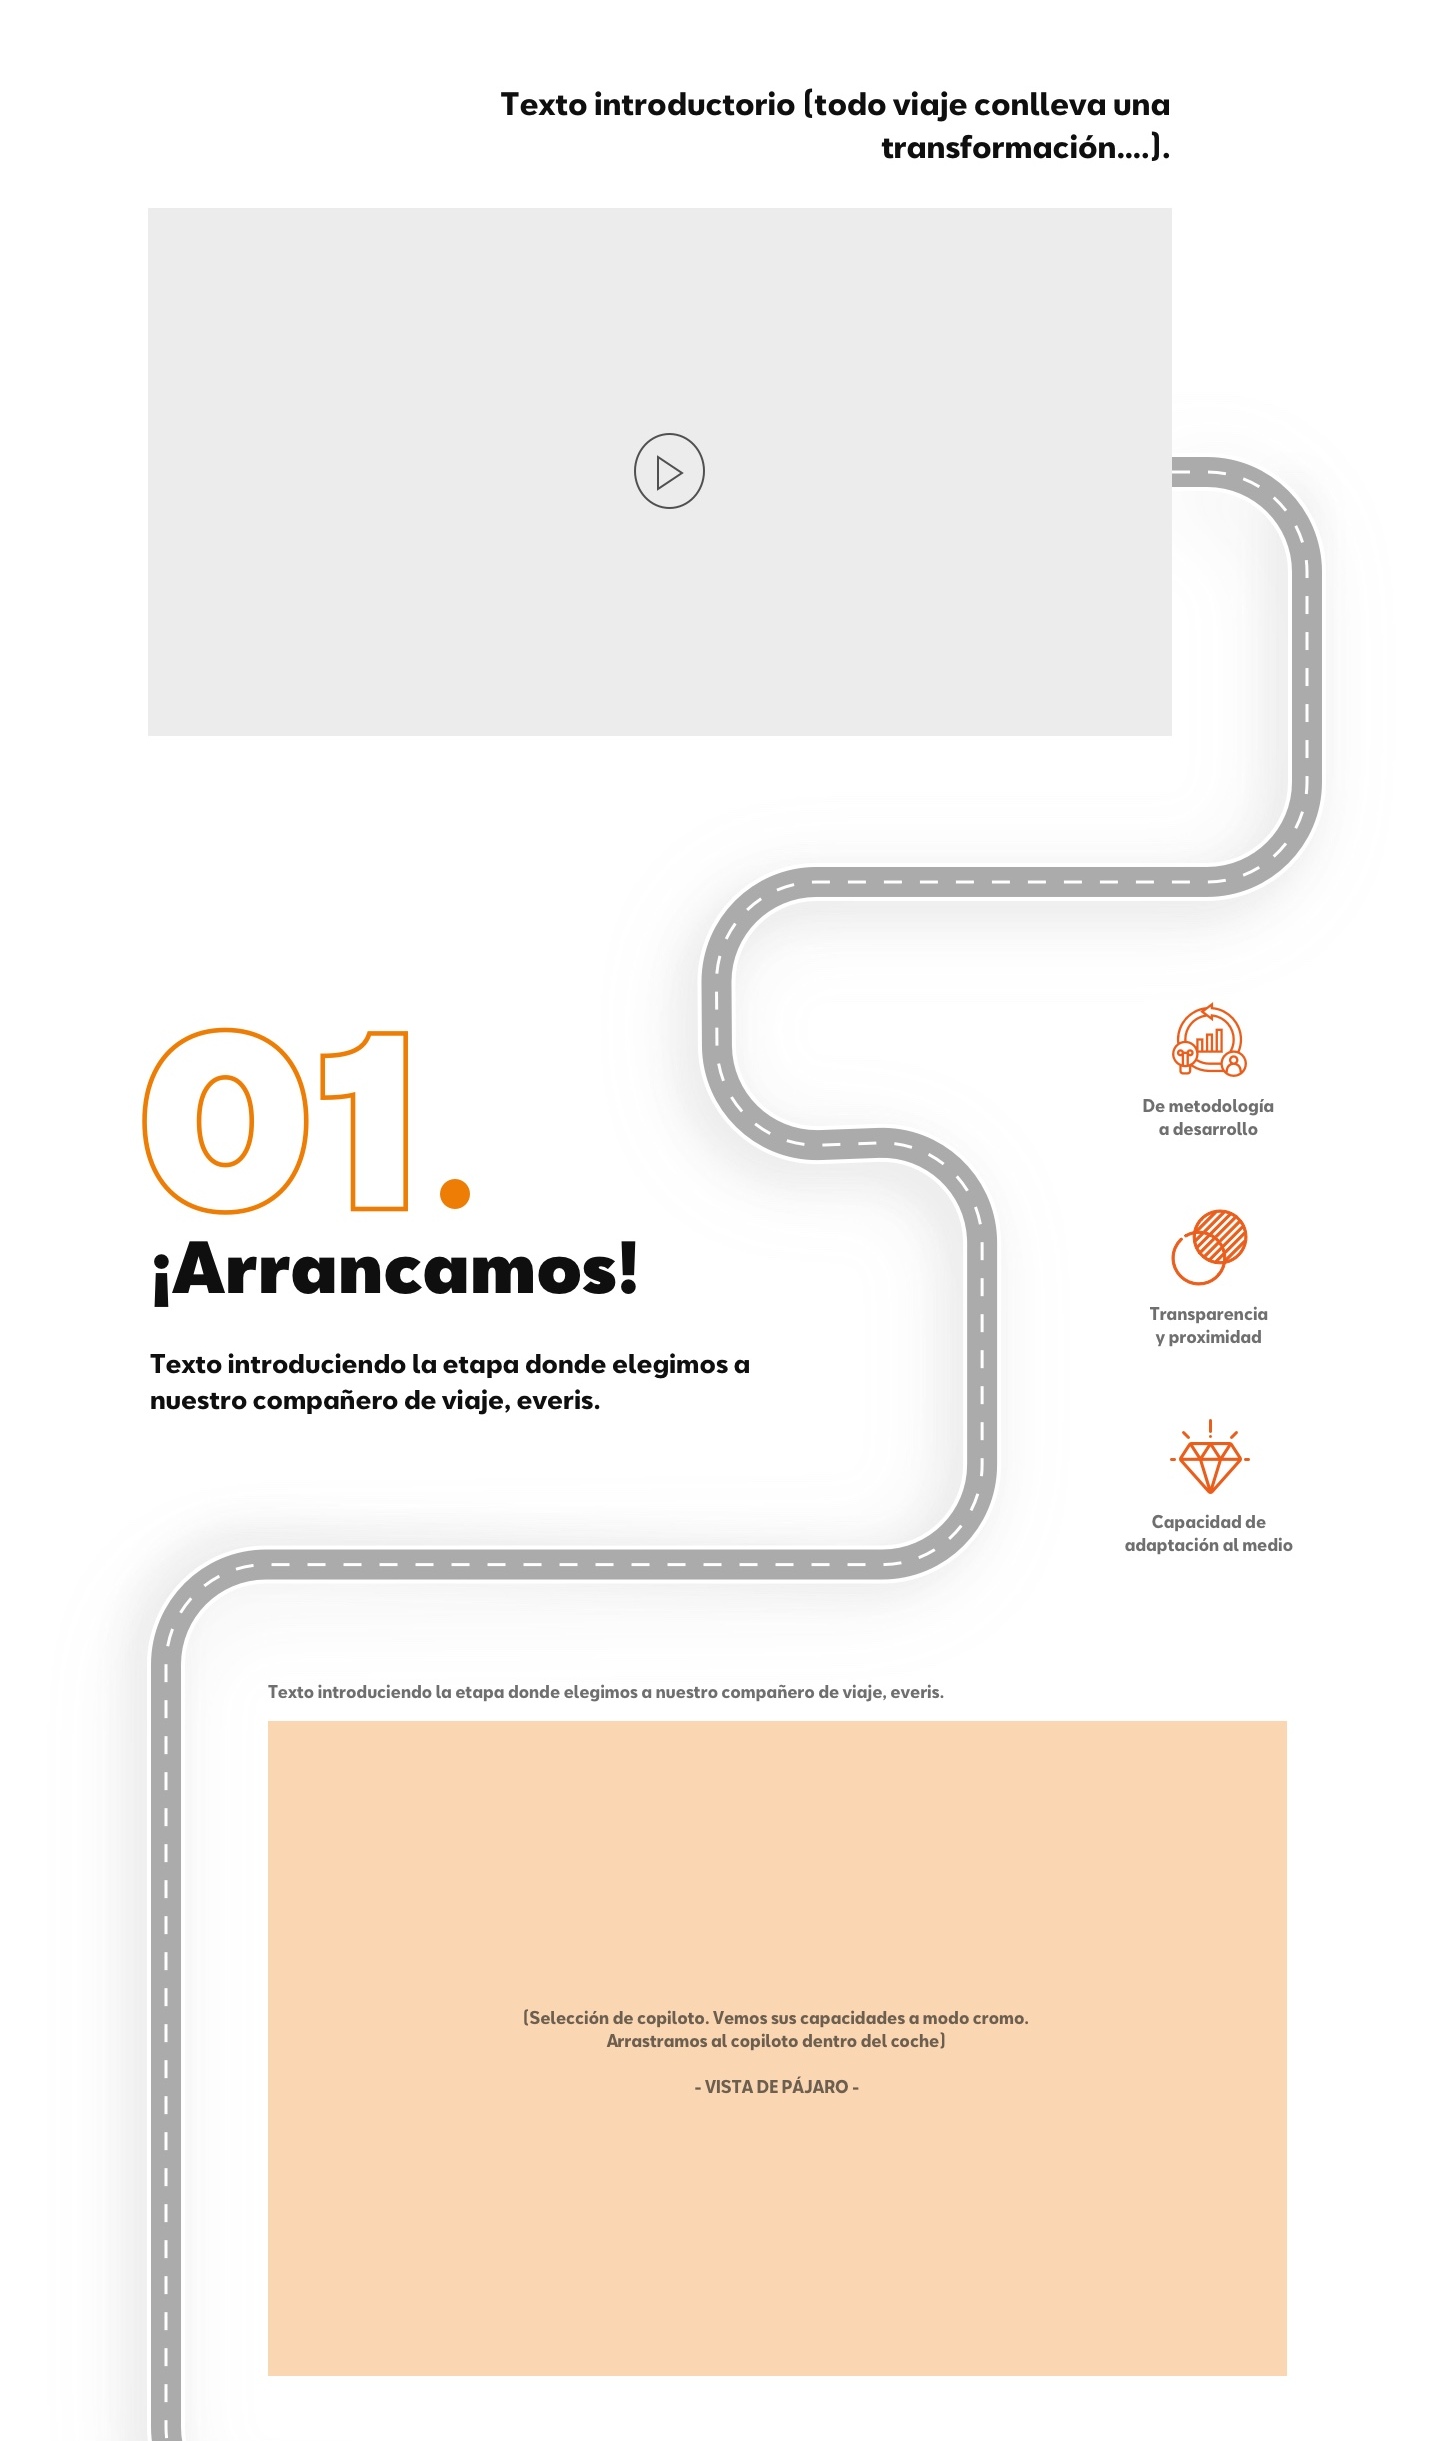 Texto introductorio (todo viaje conlleva una
transformación....).
01.
¡Arrancamos!
Texto introduciendo la etapa donde elegimos a
nuestro compañero de viaje, everis.
De metodología
a desarrollo
Transparencia
y proximidad
Capacidad de
adaptación al medio
Texto introduciendo la etapa donde elegimos a nuestro compañero de viaje, everis.
(Selección de copiloto. Vemos sus capacidades a modo cromo.
Arrastramos al copiloto dentro del coche)
- VISTA DE PÁJARO -